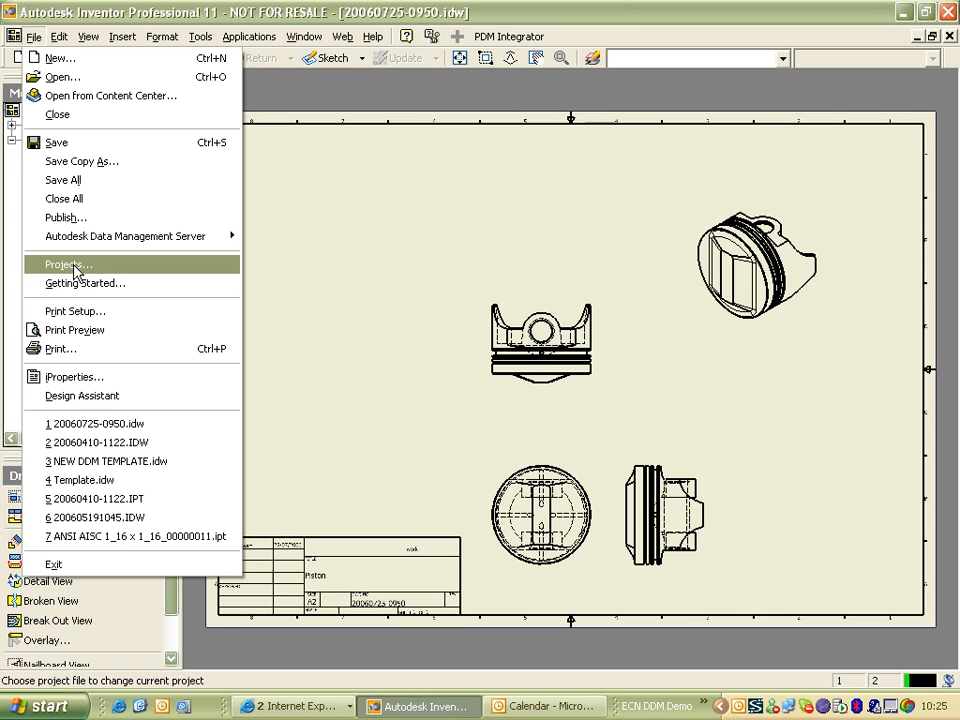 Autodesk Inventor Professional 11 - NOT FOR RESALE - [20060725-0950.idw]
File Edit View Insert Format Tools Applications Window Web Help PDM Integrator
Return Sketch Update
New... Ctrl+N
Open... Ctrl+O
Open from Content Center...
Close
Save Ctrl+S
Save Copy As...
Save All
Close All
Publish...
Autodesk Data Management Server
Projects...
Getting Started...
Print Setup...
Print Preview
Print... Ctrl+P
iProperties...
Design Assistant
1 20060725-0950.idw
2 20060410-1122.IDW
3 NEW DDM TEMPLATE.idw
4 Template.idw
5 20060410-1122.IPT
6 200605191045.IDW
7 ANSI AISC 1_16 x 1_16_00000011.ipt
Exit
Detail View
Broken View
Break Out View
Overlay...
Nailboard View
work
Piston
A2 20060725-0950
Choose project file to change current project 1 2
start 2 Internet Exp... Autodesk Inven... Calendar - Micro... ECN DDM Demo 10:25